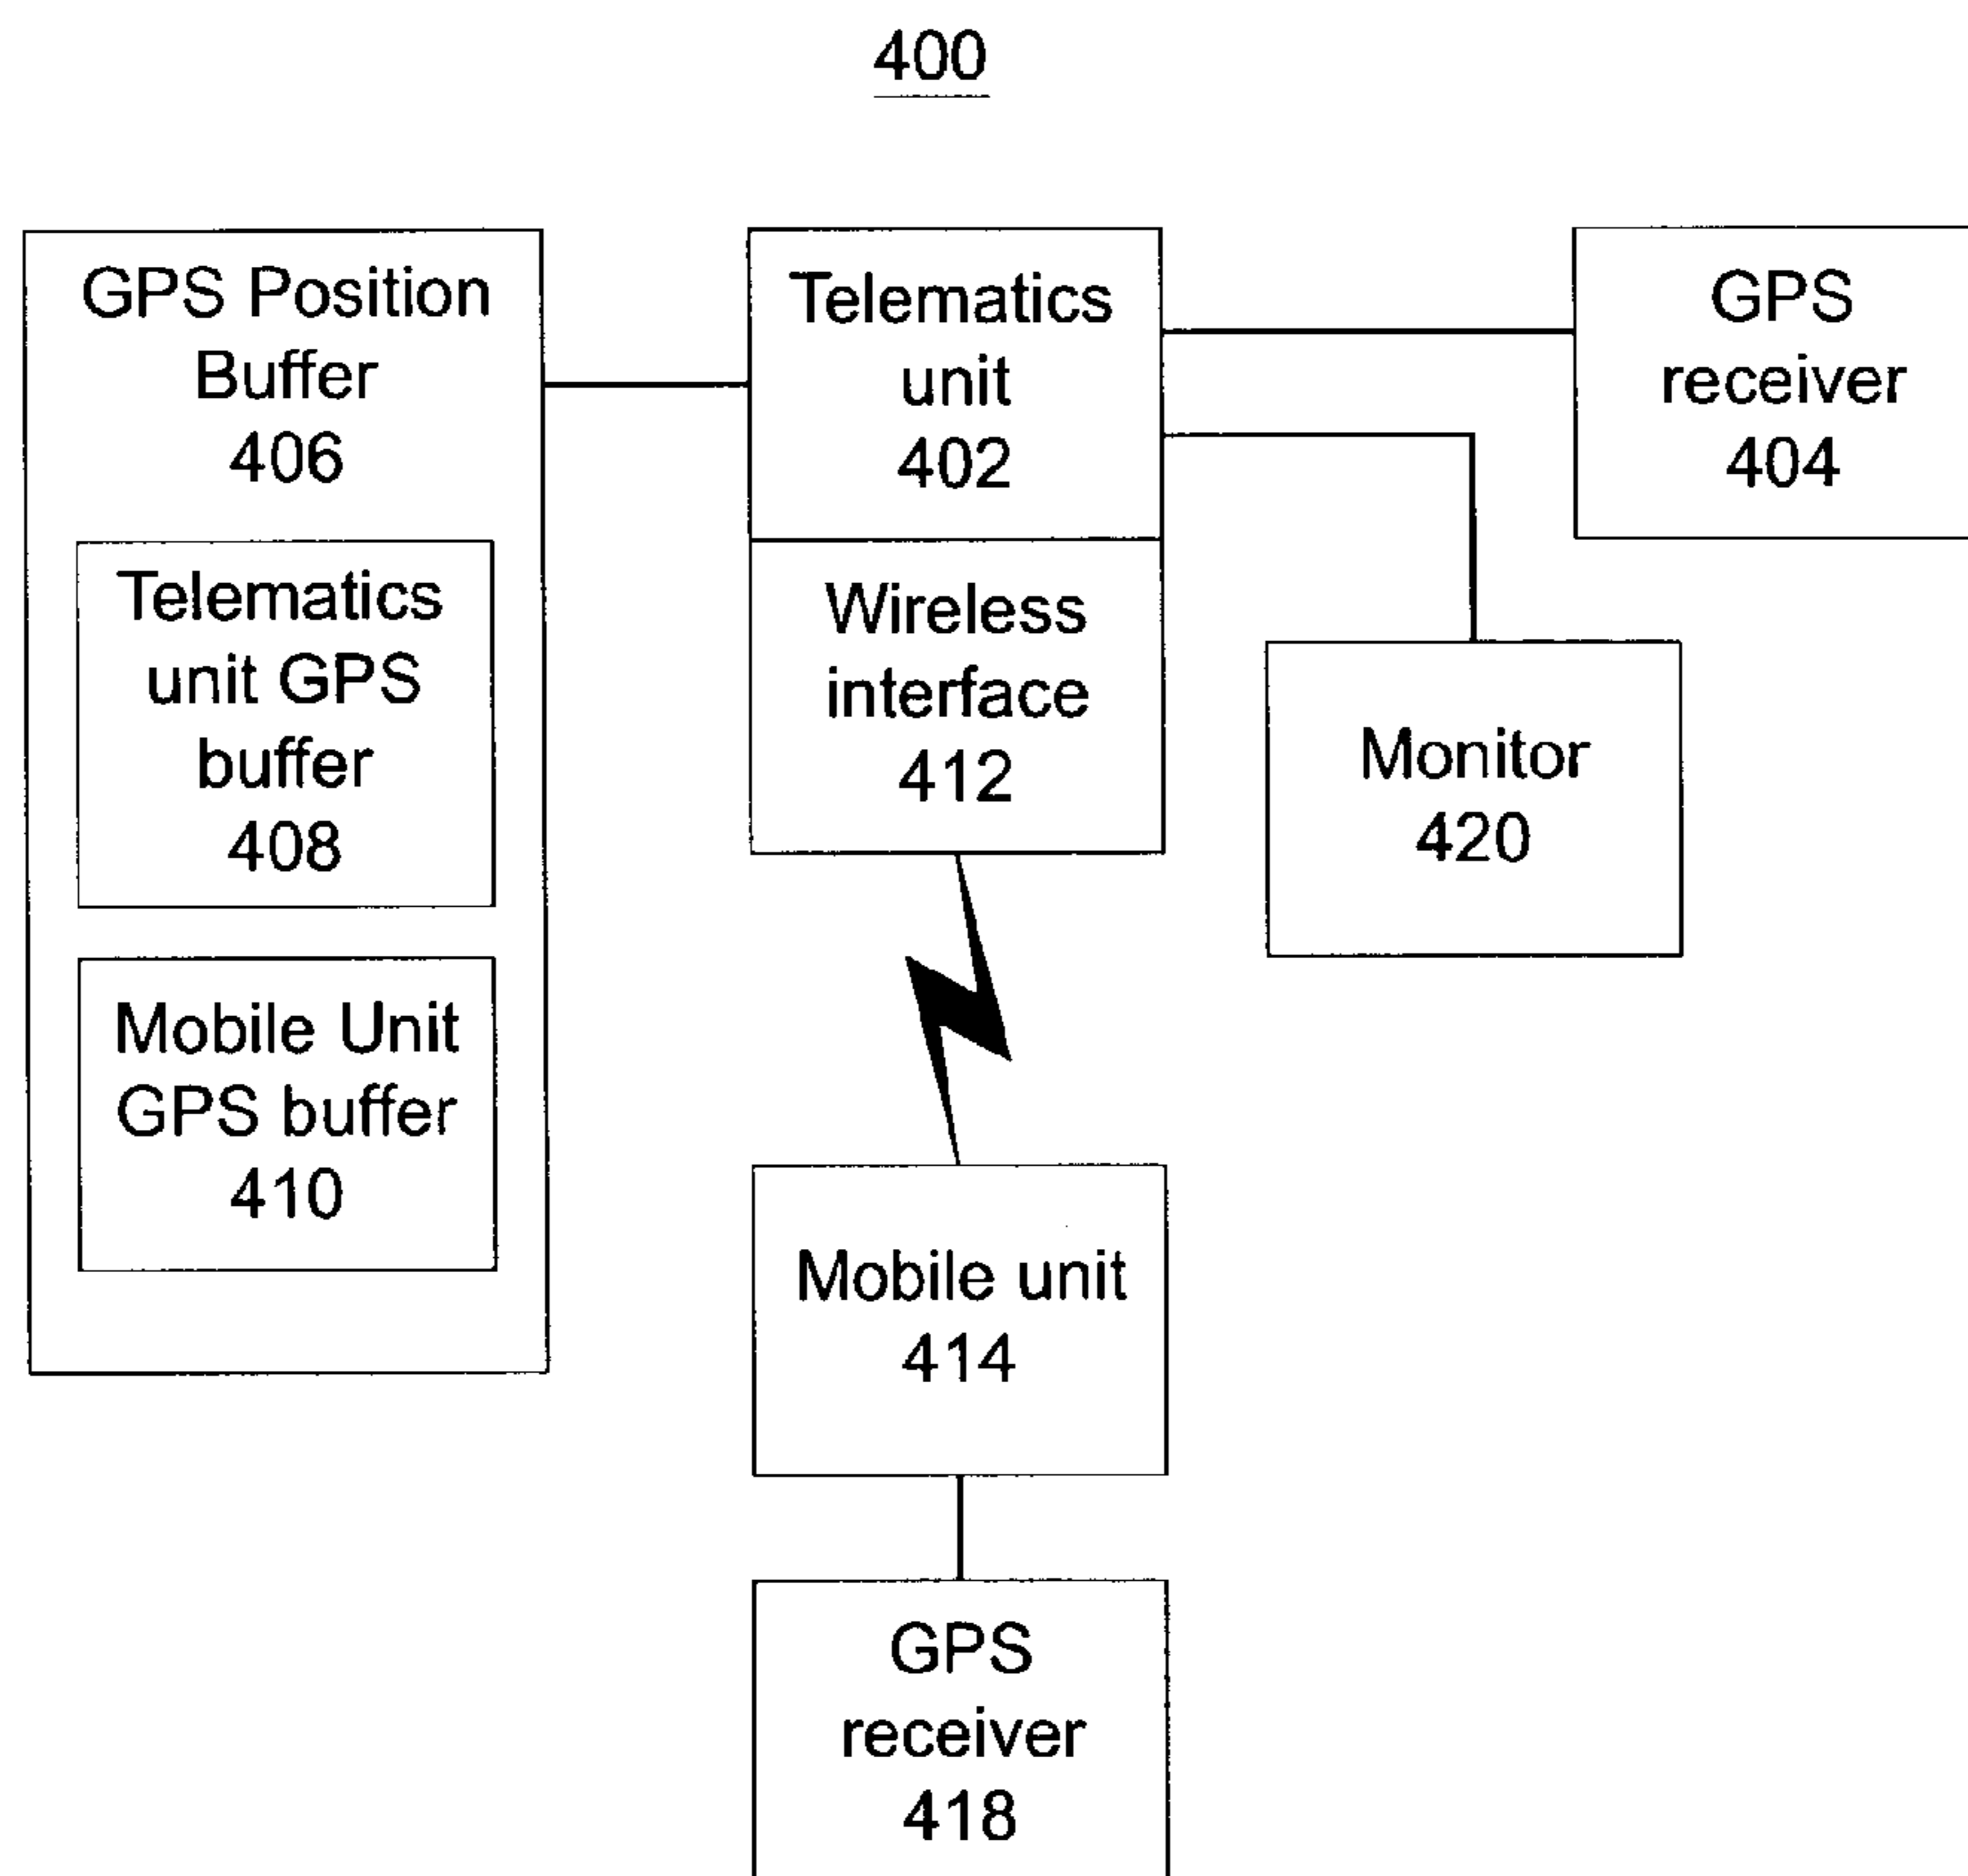 400
GPS Position
Buffer
406
Telematics
unit GPS
buffer
408
Mobile Unit
GPS buffer
410
Telematics
unit
402
Wireless
interface
412
GPS
receiver
404
Monitor
420
Mobile unit
414
GPS
receiver
418